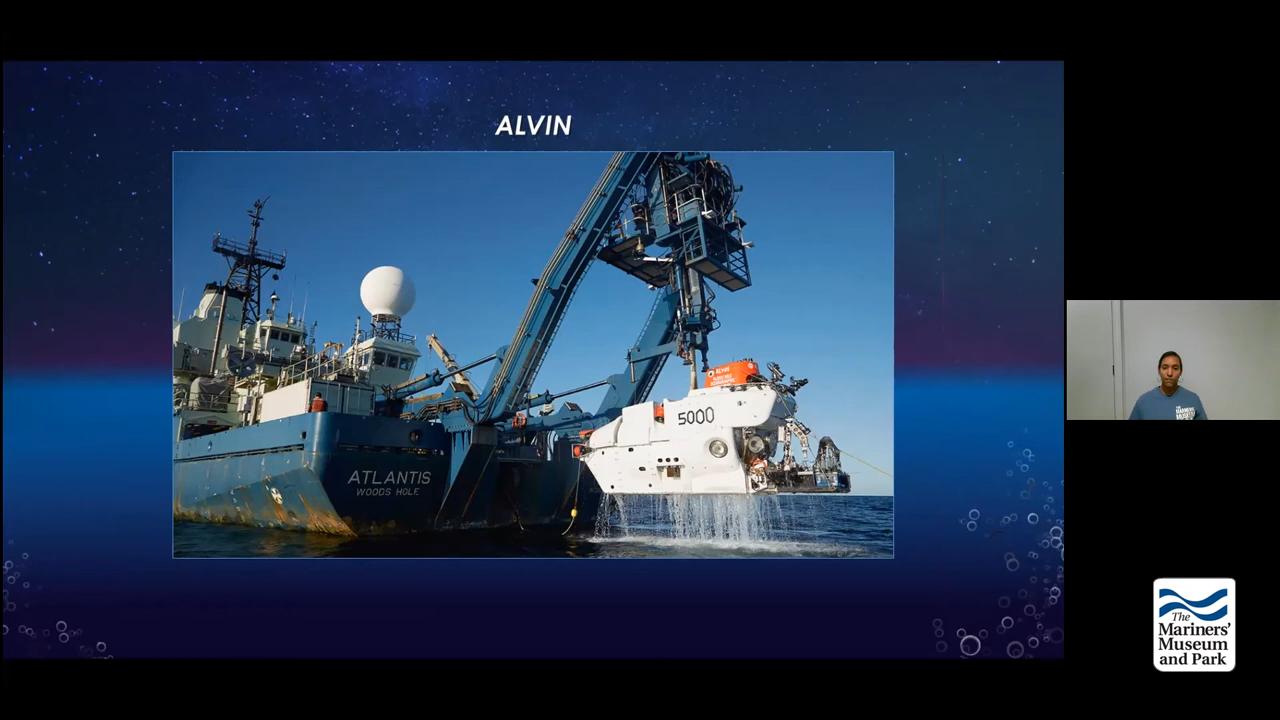 ALVIN
ALVIN
5000
ATLANTIS
WOODS HOLE
The
Mariners'
Museum
and Park